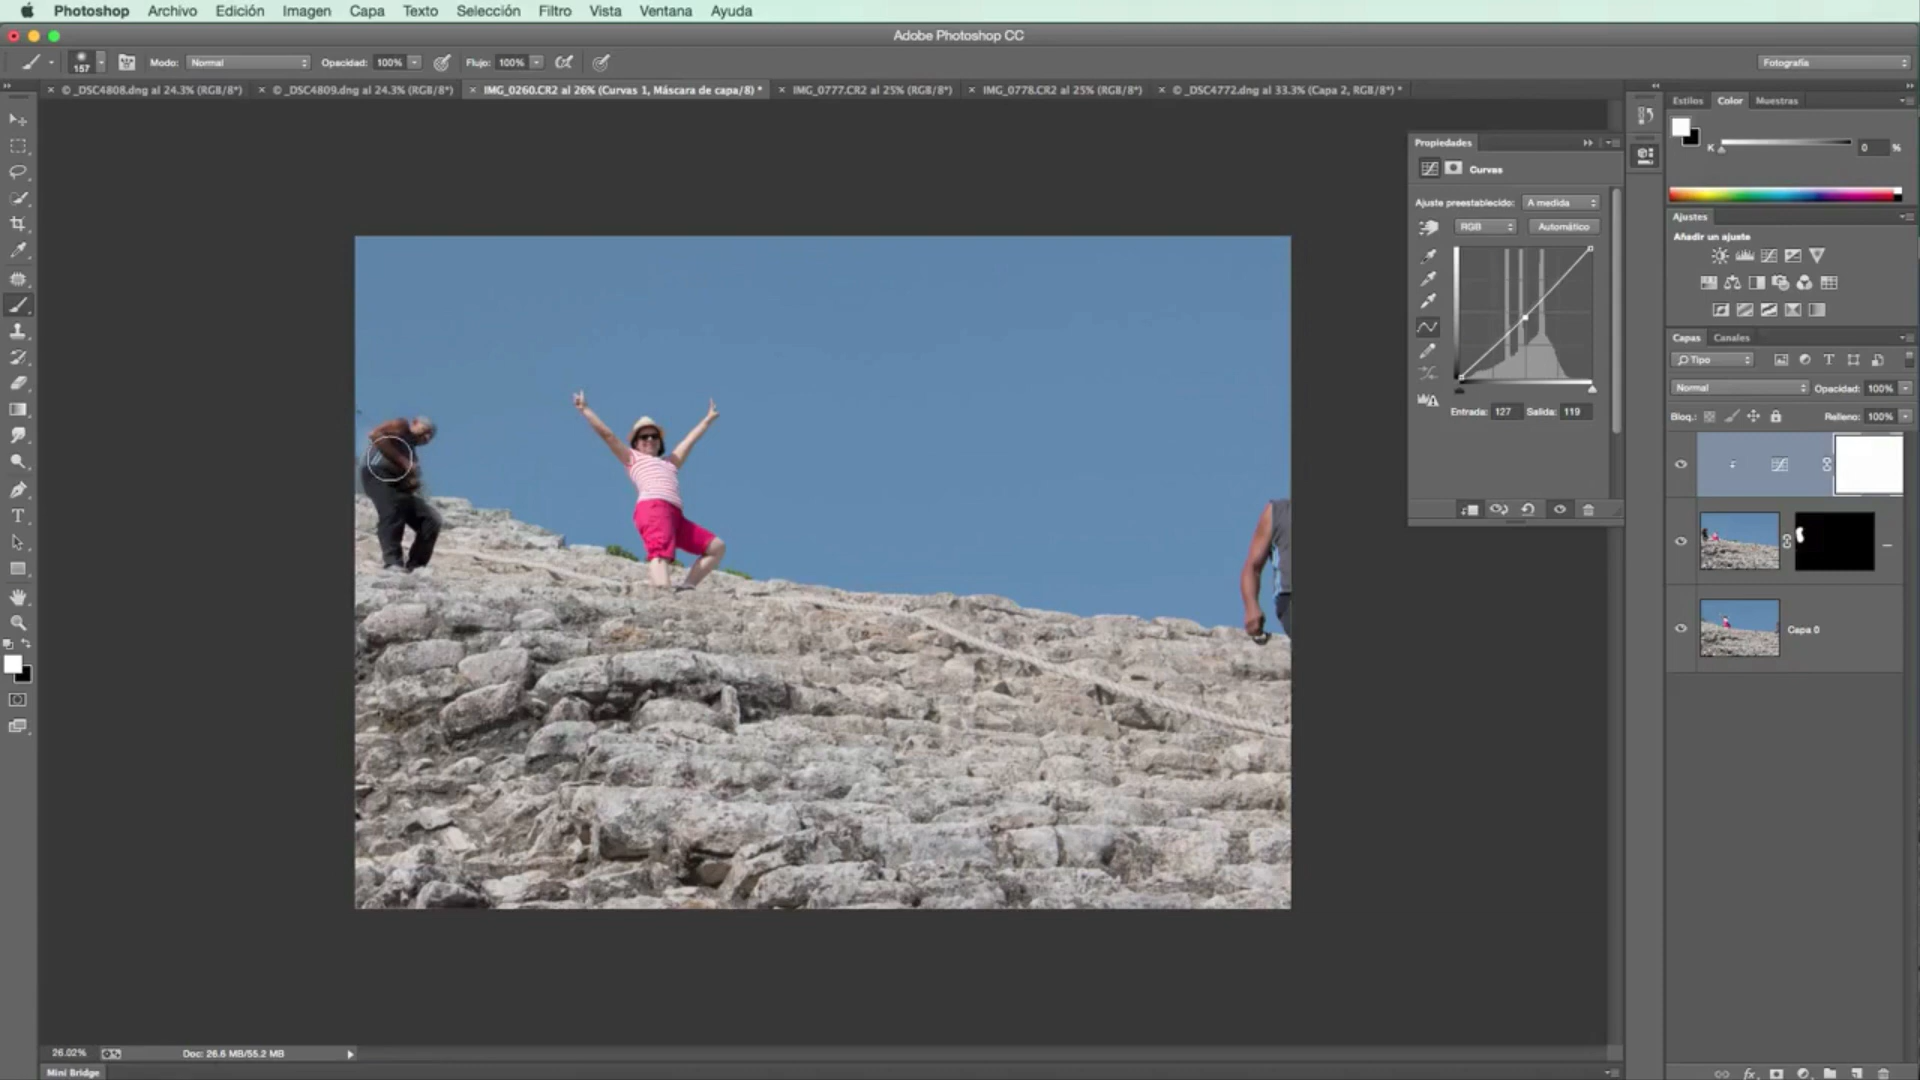 Photoshop Archivo Edición Imagen Capa Texto Selección Filtro Vista Ventana Ayuda
Adobe Photoshop CC
157 Modo: Normal Opacidad: 100% Flujo: 100% Fotografía
× © _DSC4808.dng al 24.3% (RGB/8*) × © _DSC4809.dng al 24.3% (RGB/8*) × IMG_0260.CR2 al 26% (Curvas 1, Máscara de capa/8) * × IMG_0777.CR2 al 25% (RGB/8*) × IMG_0778.CR2 al 25% (RGB/8*) × © _DSC4772.dng al 33.3% (Capa 2, RGB/8*) *
Estilos Color Muestras
K 0 %
Propiedades
Curvas
Ajuste preestablecido: A medida
RGB Automático
Entrada: 127 Salida: 119
Ajustes
Añadir un ajuste
Capas Canales
Tipo
Normal Opacidad: 100%
Bloq.: Relleno: 100%
Capa 0
26.02% Doc: 26.6 MB/55.2 MB
Mini Bridge